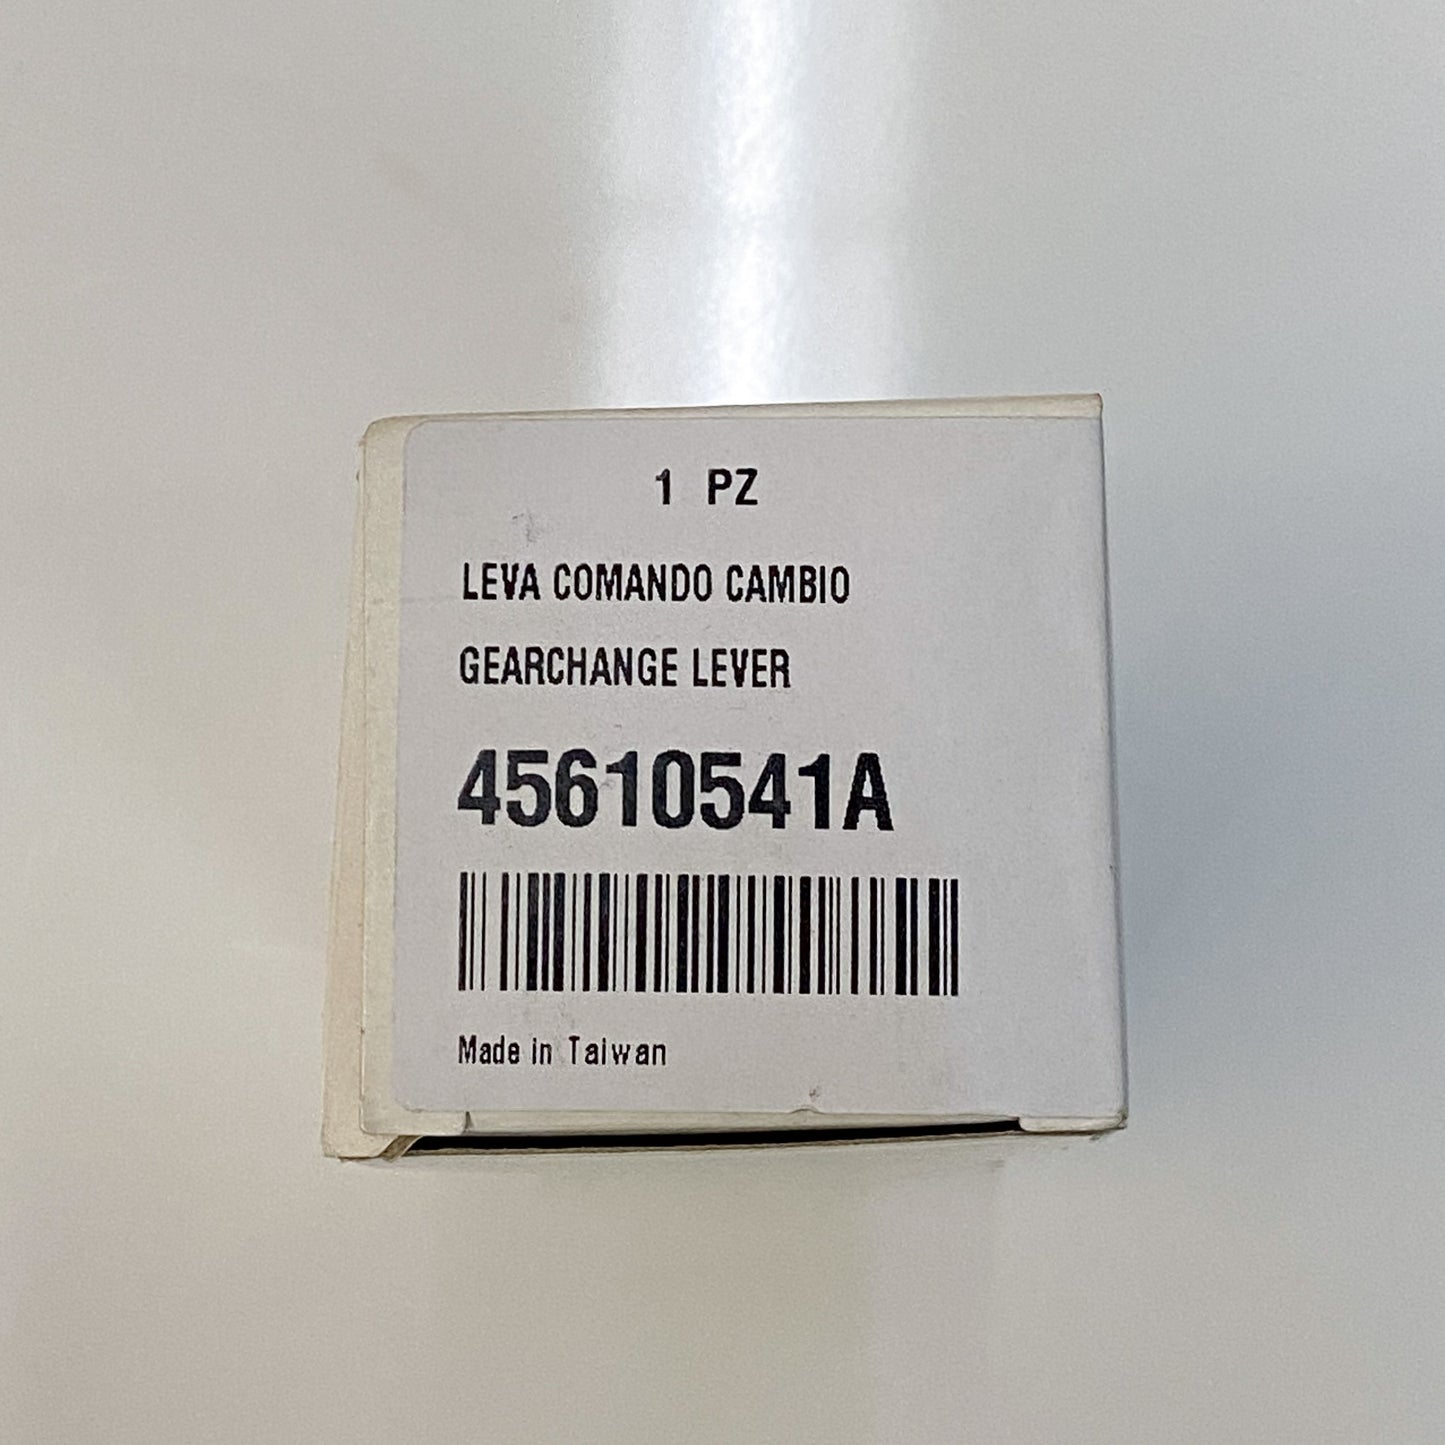 1 PZ
LEVA COMANDO CAMBIO
GEARCHANGE LEVER
45610541A
Made in Taiwan